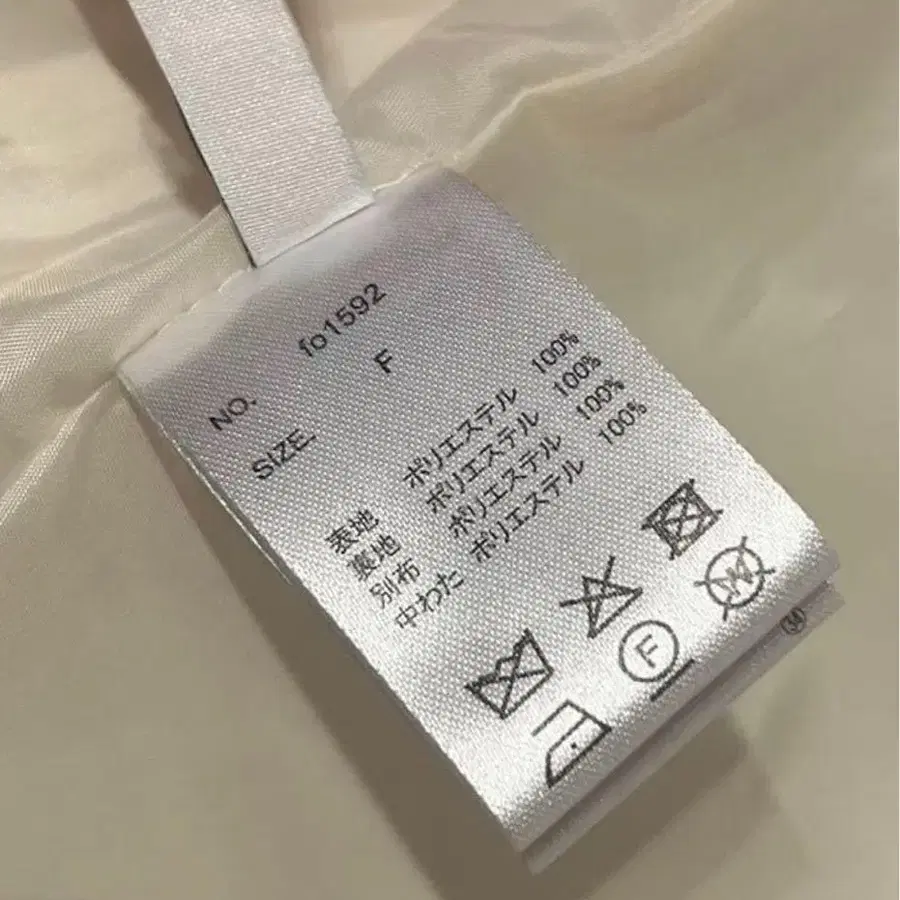 NO. fo1592
SIZE. F
表地 ポリエステル 100%
裏地 ポリエステル 100%
別布 ポリエステル 100%
中わた ポリエステル 100%
F
W